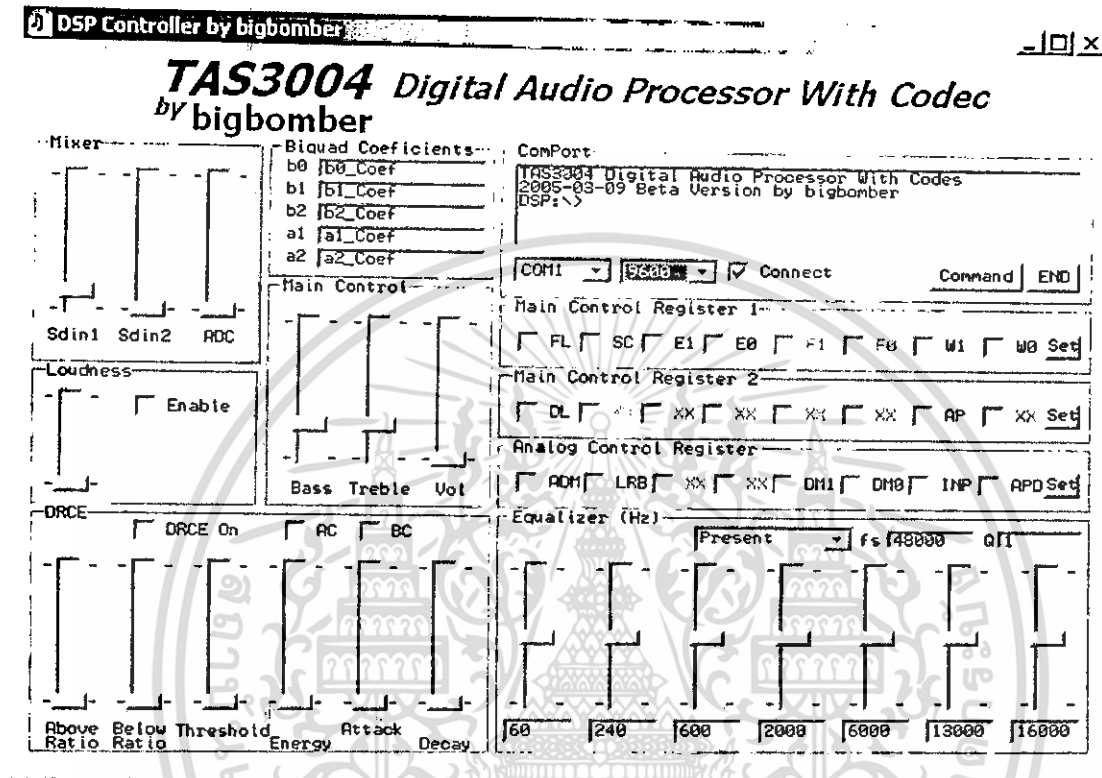 DSP Controller by bigbomber
TAS3004 Digital Audio Processor With Codec
by bigbomber
Mixer
Sdin1 Sdin2 ADC
Biquad Coeficients
b0 b0_Coef
b1 b1_Coef
b2 b2_Coef
a1 a1_Coef
a2 a2_Coef
ComPort
TAS3004 Digital Audio Processor With Codes
2005-03-09 Beta Version by bigbomber
DSP:\>
COM1 9600 Connect Command END
Main Control
Bass Treble Vol
Loudness
Enable
Main Control Register 1
FL SC E1 E0 F1 F0 W1 W0 Set
Main Control Register 2
DL XX XX XX XX AP XX Set
Analog Control Register
ADM LRB XX XX DM1 DM0 INP APD Set
DRCE
DRCE On AC BC
Above Ratio Below Ratio Threshold Energy Attack Decay
Equalizer (Hz)
Present fs 48000 Q 1
60 240 600 2000 6000 13000 16000